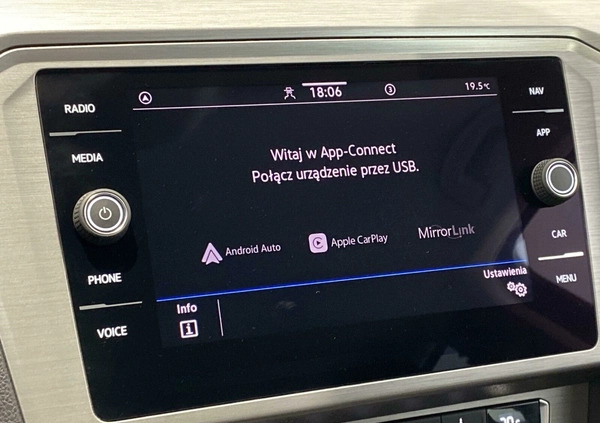 RADIO
MEDIA
PHONE
VOICE
18:06
3
19.5°C
Witaj w App-Connect
Połącz urządzenie przez USB.
Android Auto
Apple CarPlay
MirrorLink
Info
Ustawienia
NAV
APP
CAR
MENU